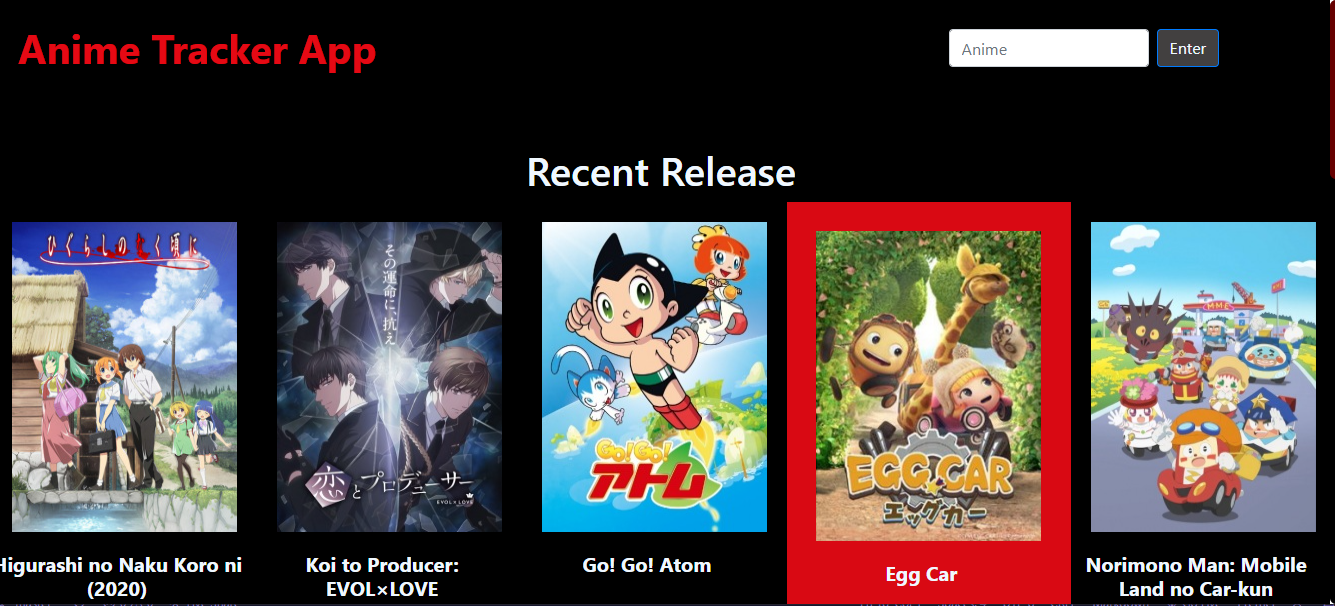 Anime Tracker App
Anime
Enter
Recent Release
ひぐらしのなく頃に
その運命に、抗え
恋とプロデューサー
EVOL×LOVE
Go! Go!
アトム
EGG CAR
エッグカー
MMC
Higurashi no Naku Koro ni
(2020)
Koi to Producer:
EVOL×LOVE
Go! Go! Atom
Egg Car
Norimono Man: Mobile
Land no Car-kun